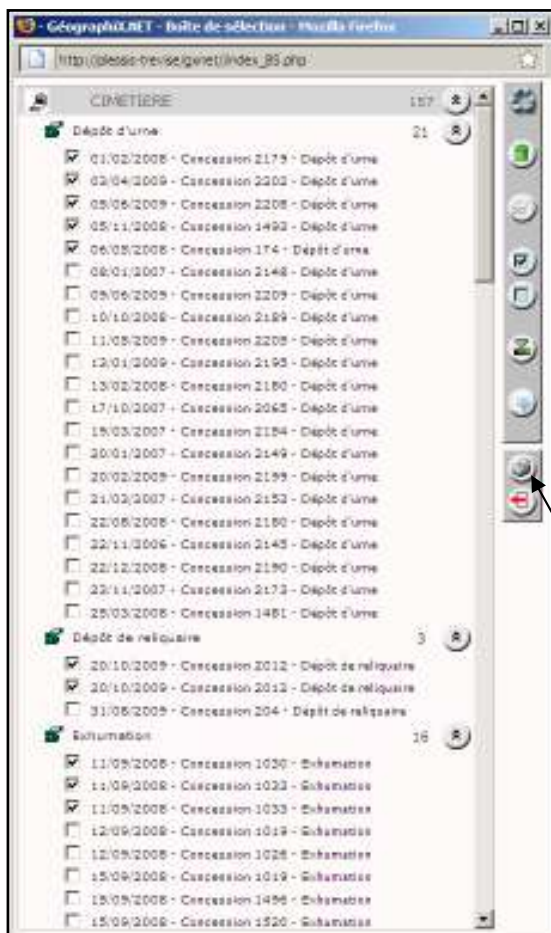 - GéographiX.NET - Boîte de sélection - Mozilla Firefox
http://plessis-trevise/gwnet/index_BS.php
CIMETIERE 157
Dépôt d'urne 21
01/02/2008 - Concession 2179 - Dépôt d'urne
03/04/2009 - Concession 2202 - Dépôt d'urne
05/06/2009 - Concession 2208 - Dépôt d'urne
05/11/2008 - Concession 1493 - Dépôt d'urne
06/05/2008 - Concession 174 - Dépôt d'urne
08/01/2007 - Concession 2148 - Dépôt d'urne
09/06/2009 - Concession 2209 - Dépôt d'urne
10/10/2008 - Concession 2189 - Dépôt d'urne
11/05/2009 - Concession 2205 - Dépôt d'urne
13/01/2009 - Concession 2195 - Dépôt d'urne
13/02/2008 - Concession 2180 - Dépôt d'urne
17/10/2007 - Concession 2065 - Dépôt d'urne
19/03/2007 - Concession 2154 - Dépôt d'urne
20/01/2007 - Concession 2149 - Dépôt d'urne
20/02/2009 - Concession 2199 - Dépôt d'urne
21/03/2007 - Concession 2153 - Dépôt d'urne
22/08/2008 - Concession 2180 - Dépôt d'urne
22/11/2006 - Concession 2145 - Dépôt d'urne
22/12/2008 - Concession 2190 - Dépôt d'urne
23/11/2007 - Concession 2173 - Dépôt d'urne
25/03/2008 - Concession 1481 - Dépôt d'urne
Dépôt de reliquaire 3
20/10/2009 - Concession 2012 - Dépôt de reliquaire
20/10/2009 - Concession 2013 - Dépôt de reliquaire
31/08/2009 - Concession 204 - Dépôt de reliquaire
Exhumation 16
11/09/2008 - Concession 1030 - Exhumation
11/09/2008 - Concession 1032 - Exhumation
11/09/2008 - Concession 1033 - Exhumation
12/09/2008 - Concession 1019 - Exhumation
12/09/2008 - Concession 1026 - Exhumation
15/09/2008 - Concession 1019 - Exhumation
15/09/2008 - Concession 1496 - Exhumation
15/09/2008 - Concession 1520 - Exhumation